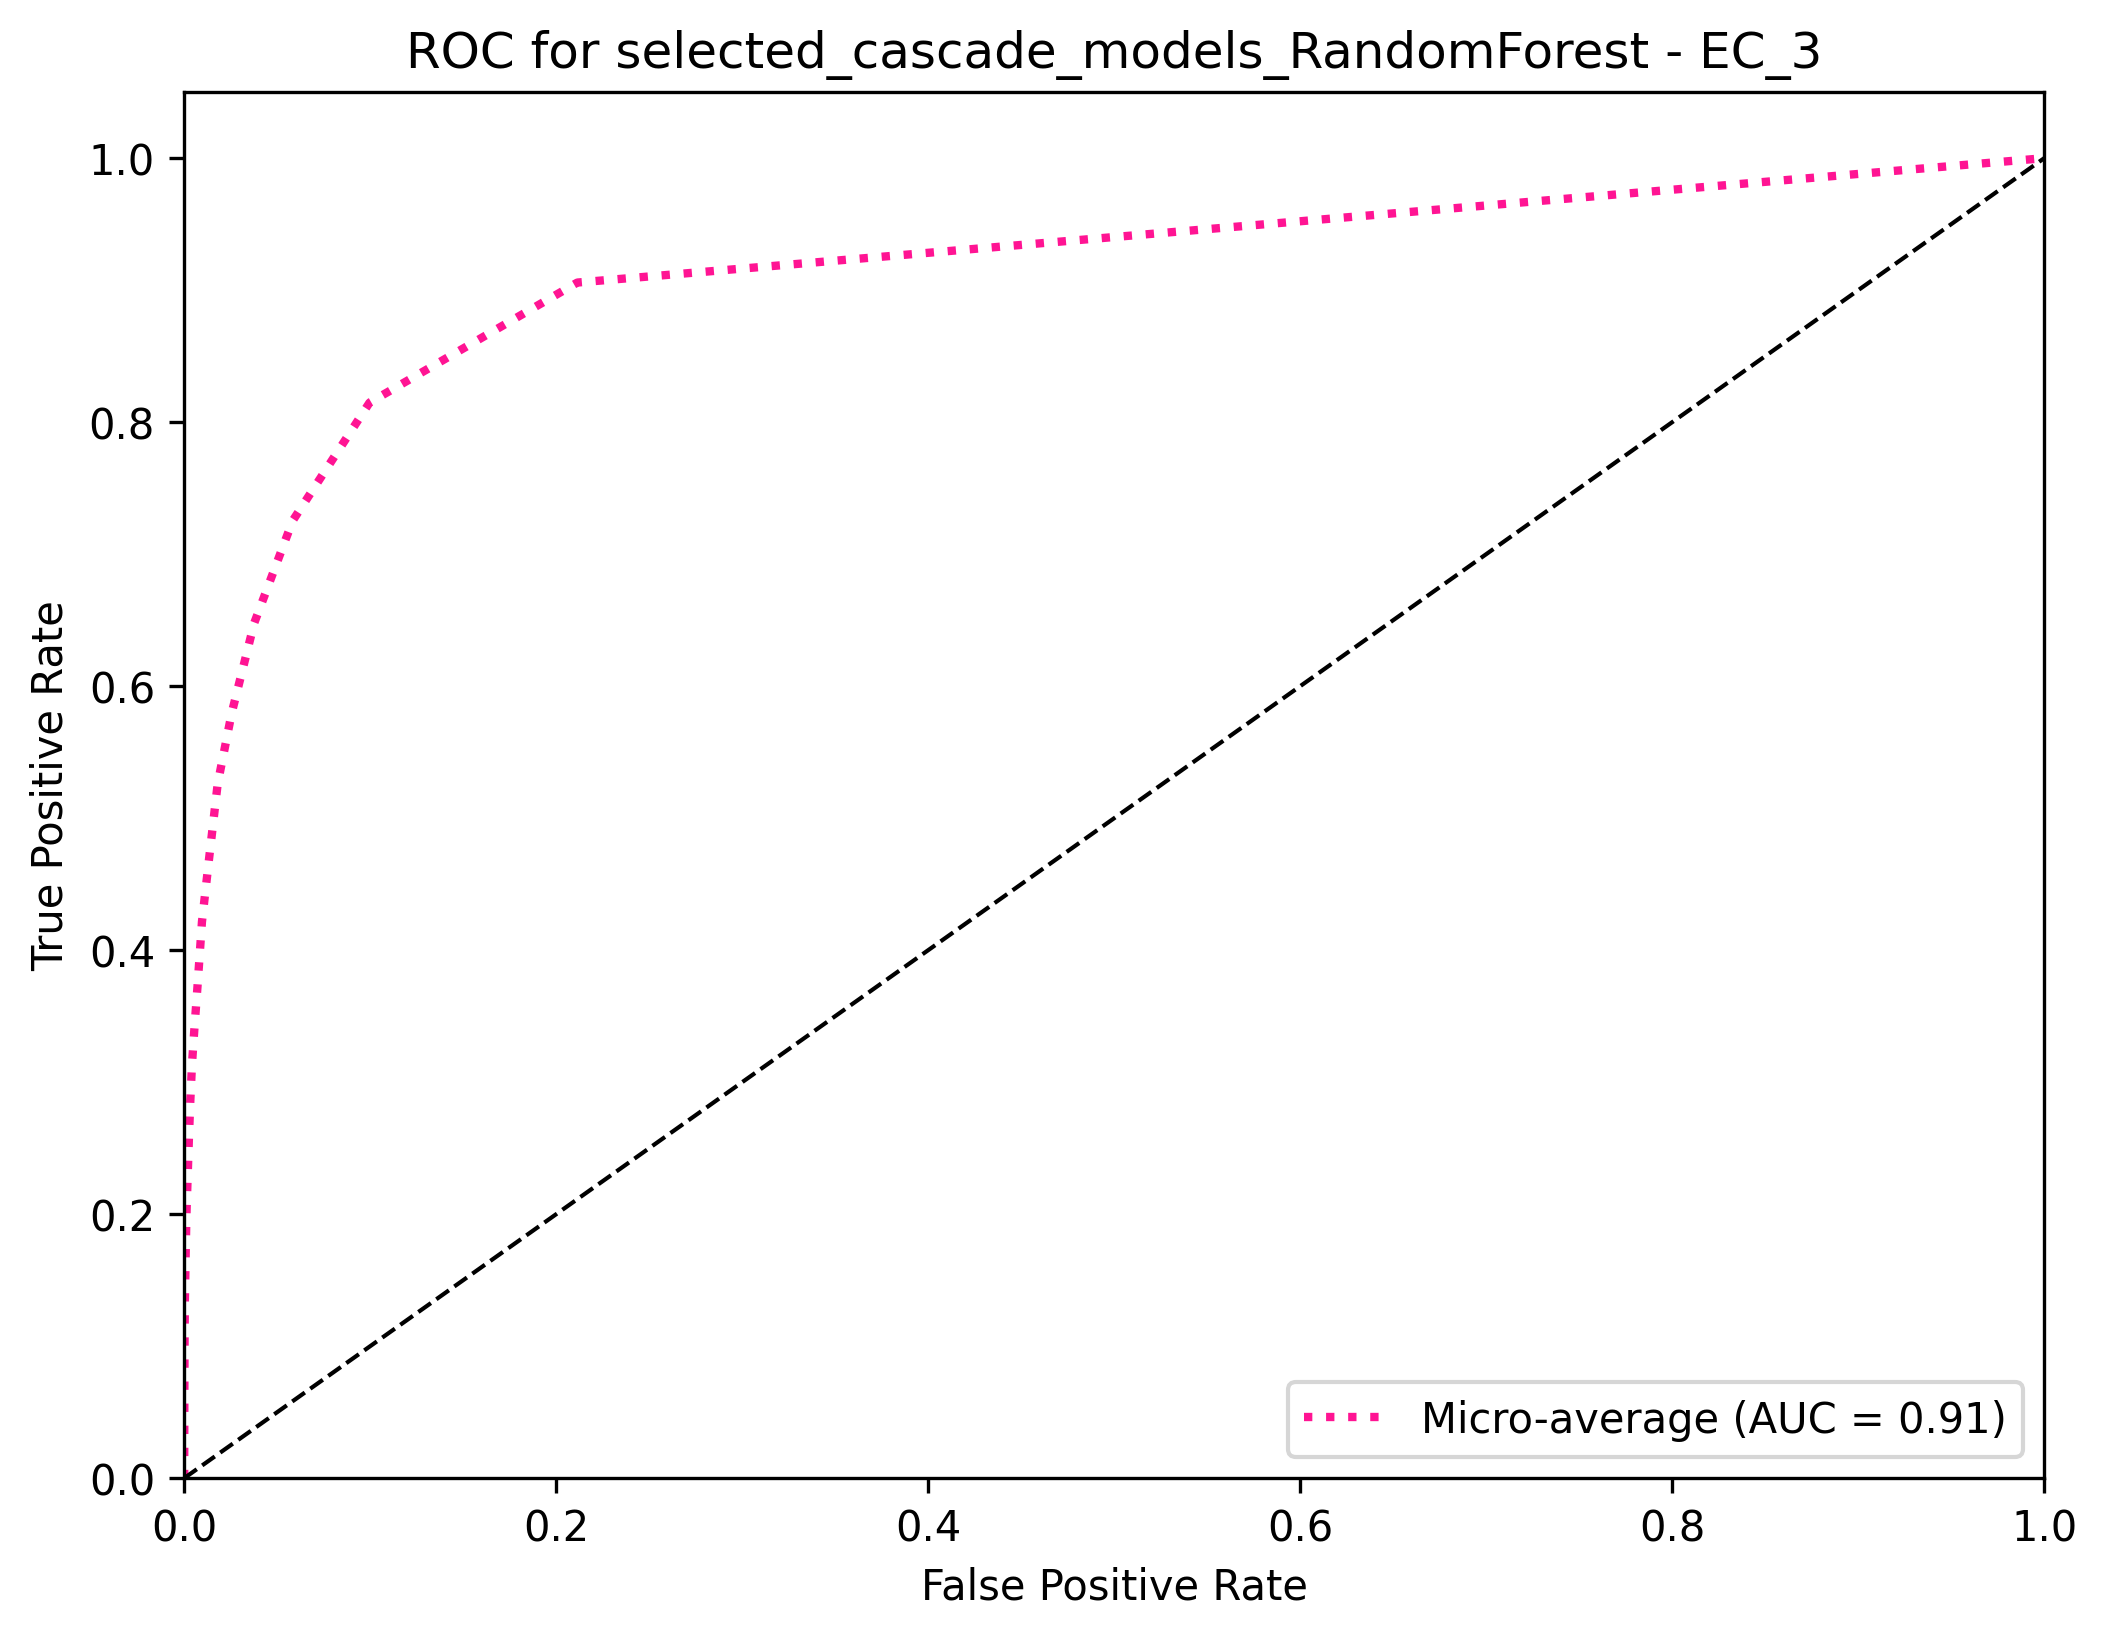 ROC for selected_cascade_models_RandomForest - EC_3
1.0
0.8
0.6
0.4
0.2
0.0
True Positive Rate
Micro-average (AUC = 0.91)
0.0 0.2 0.4 0.6 0.8 1.0
False Positive Rate